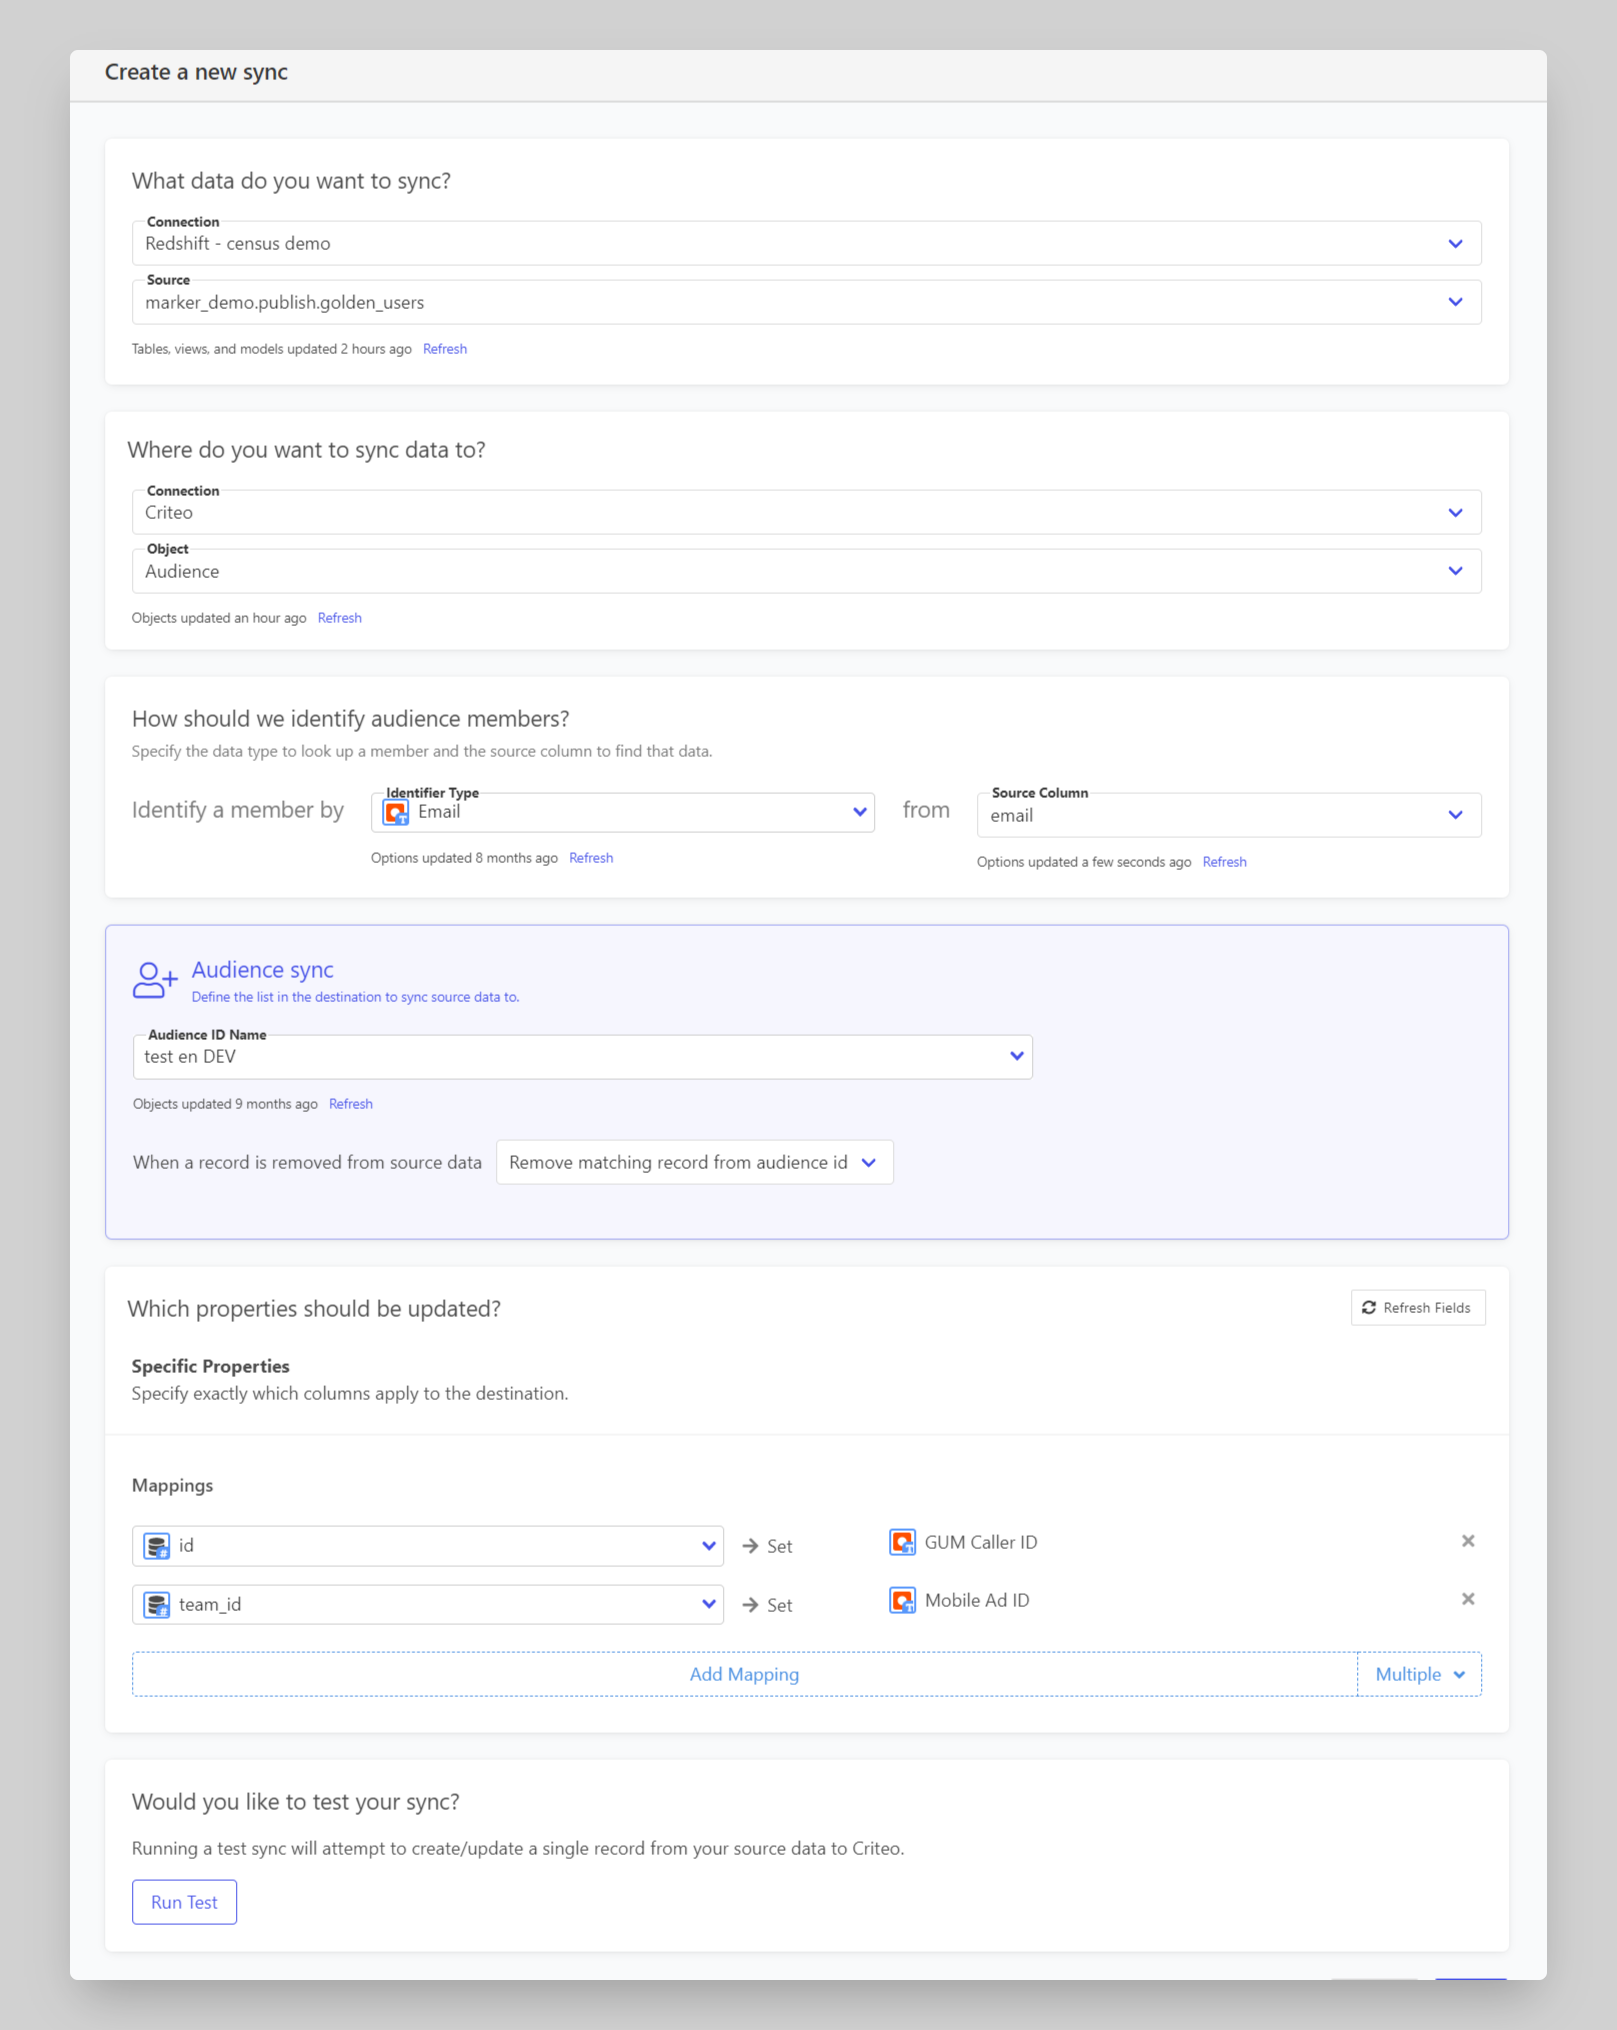 Create a new sync
What data do you want to sync?
Connection
Redshift - census demo
Source
marker_demo.publish.golden_users
Tables, views, and models updated 2 hours ago Refresh
Where do you want to sync data to?
Connection
Criteo
Object
Audience
Objects updated an hour ago Refresh
How should we identify audience members?
Specify the data type to look up a member and the source column to find that data.
Identify a member by
Identifier Type
Email
Options updated 8 months ago Refresh
from
Source Column
email
Options updated a few seconds ago Refresh
Audience sync
Define the list in the destination to sync source data to.
Audience ID Name
test en DEV
Objects updated 9 months ago Refresh
When a record is removed from source data Remove matching record from audience id
Which properties should be updated?
Refresh Fields
Specific Properties
Specify exactly which columns apply to the destination.
Mappings
id Set GUM Caller ID
team_id Set Mobile Ad ID
Add Mapping Multiple
Would you like to test your sync?
Running a test sync will attempt to create/update a single record from your source data to Criteo.
Run Test